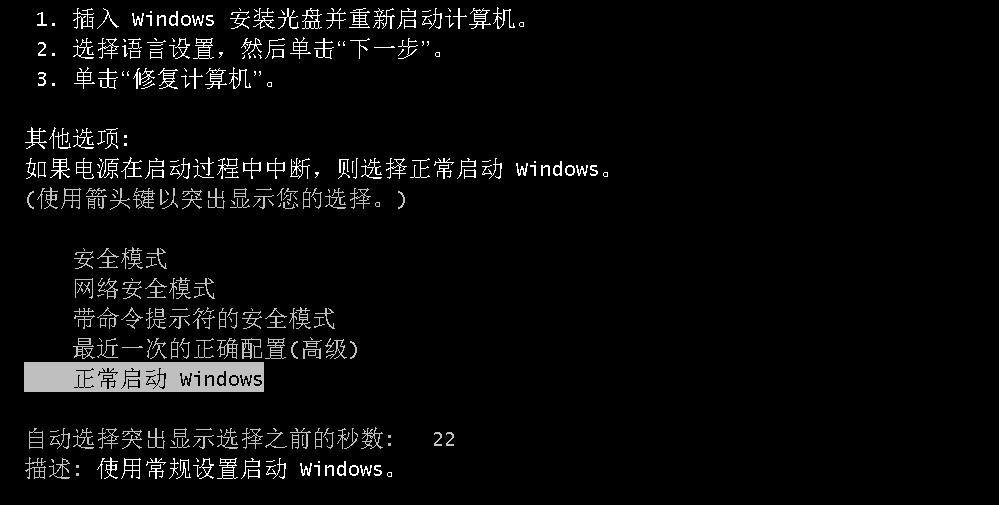 1. 插入 Windows 安装光盘并重新启动计算机。
2. 选择语言设置，然后单击“下一步”。
3. 单击“修复计算机”。
其他选项:
如果电源在启动过程中中断，则选择正常启动 Windows。
(使用箭头键以突出显示您的选择。)
安全模式
网络安全模式
带命令提示符的安全模式
最近一次的正确配置(高级)
正常启动 Windows
自动选择突出显示选择之前的秒数: 22
描述: 使用常规设置启动 Windows。